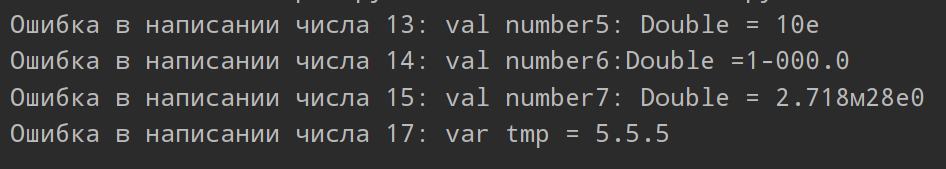 Ошибка в написании числа 13: val number5: Double = 10e
Ошибка в написании числа 14: val number6:Double =1-000.0
Ошибка в написании числа 15: val number7: Double = 2.718м28e0
Ошибка в написании числа 17: var tmp = 5.5.5